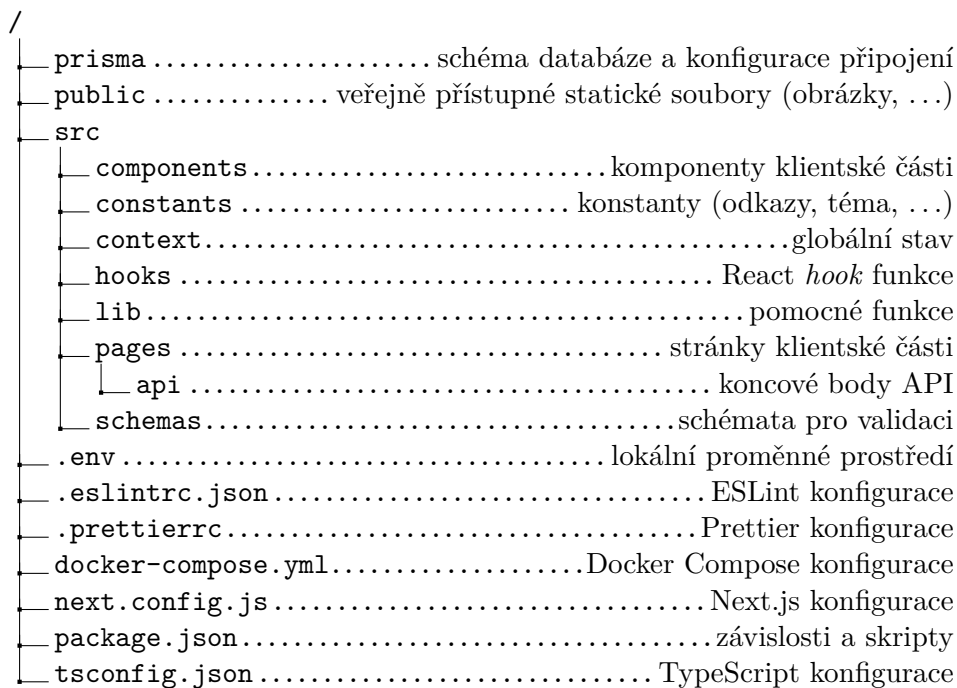 /
prisma ...................... schéma databáze a konfigurace připojení
public .............. veřejně přístupné statické soubory (obrázky, ...)
src
components............................komponenty klientské části
constants .......................... konstanty (odkazy, téma, ...)
context..............................................globální stav
hooks ........................................... React hook funkce
lib............................................... pomocné funkce
pages ...................................... stránky klientské části
api ......................................... koncové body API
schemas.....................................schémata pro validaci
.env...................................... lokální proměnné prostředí
.eslintrc.json.................................. ESLint konfigurace
.prettierrc.....................................Prettier konfigurace
docker-compose.yml....................Docker Compose konfigurace
next.config.js.................................. Next.js konfigurace
package.json.....................................závislosti a skripty
tsconfig.json............................... TypeScript konfigurace